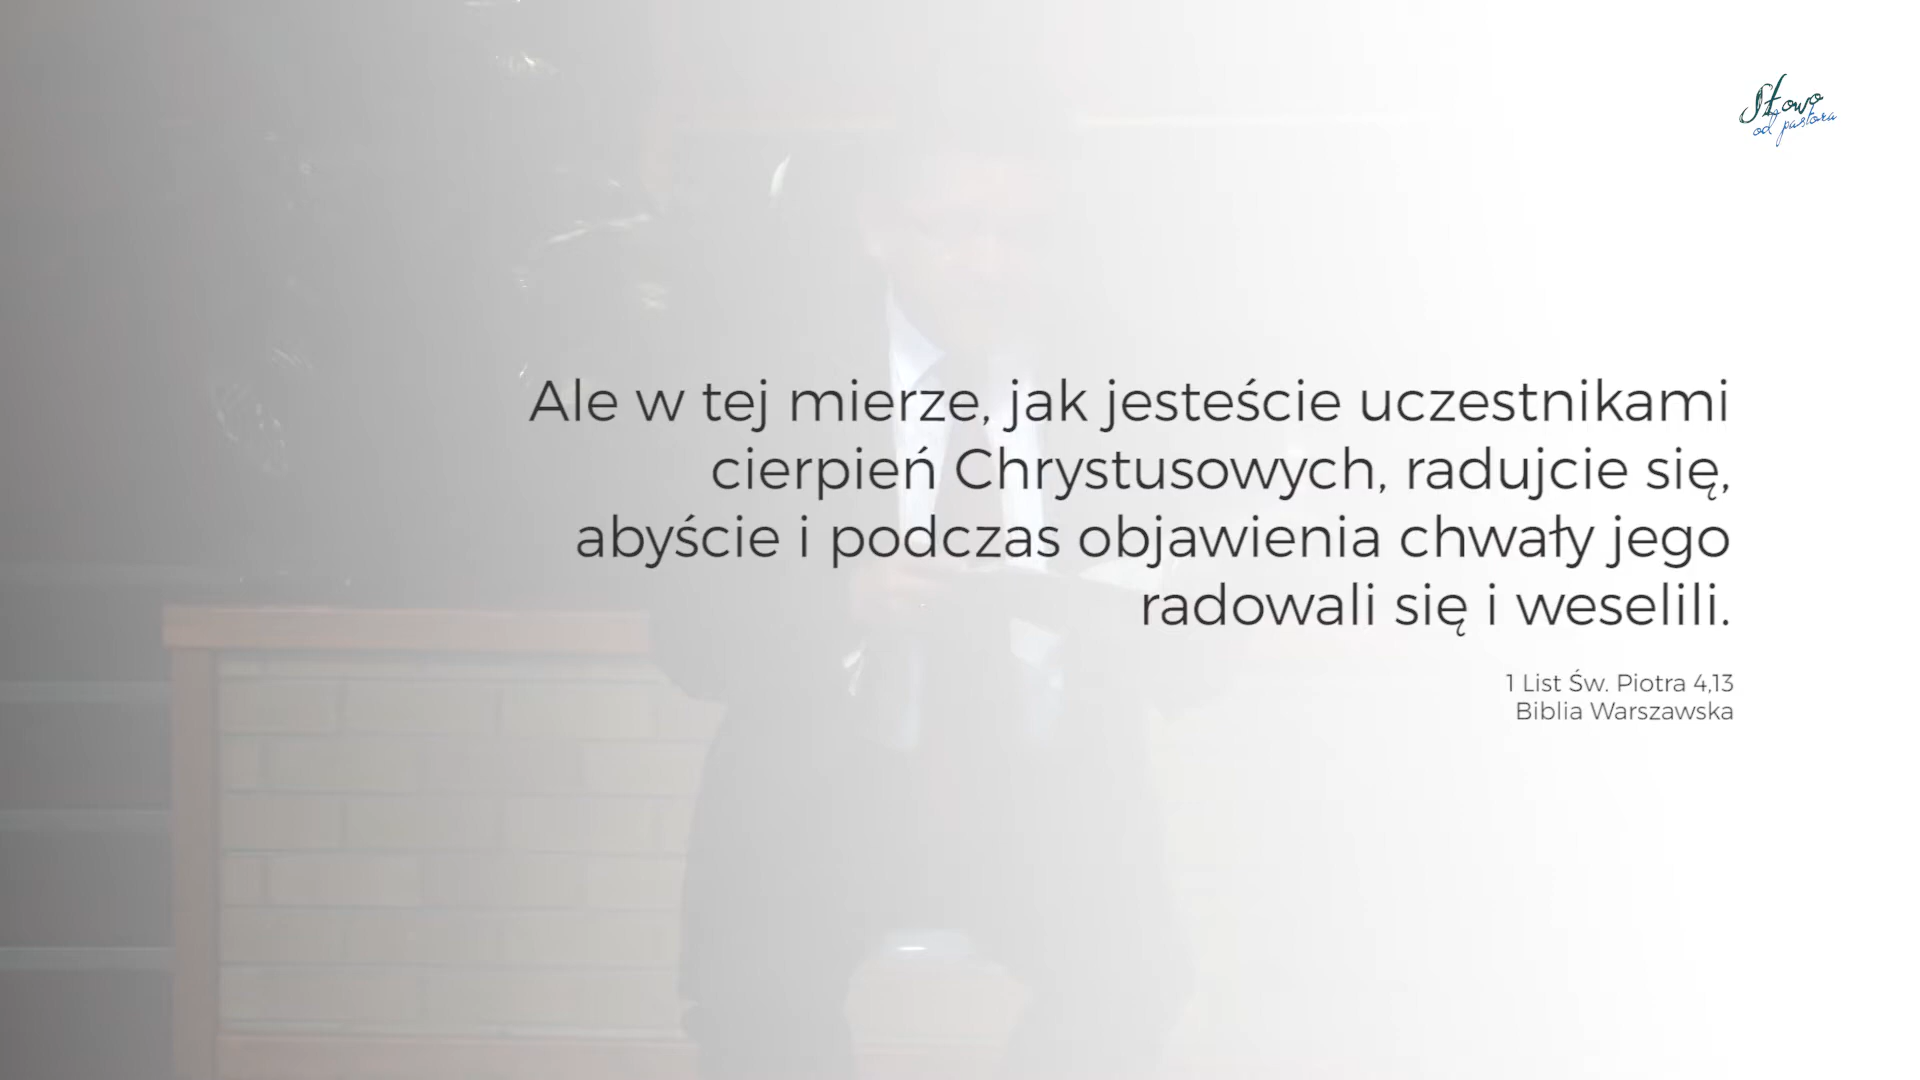 Słowo
od pastora
Ale w tej mierze, jak jesteście uczestnikami
cierpień Chrystusowych, radujcie się,
abyście i podczas objawienia chwały jego
radowali się i weselili.
1 List Św. Piotra 4,13
Biblia Warszawska